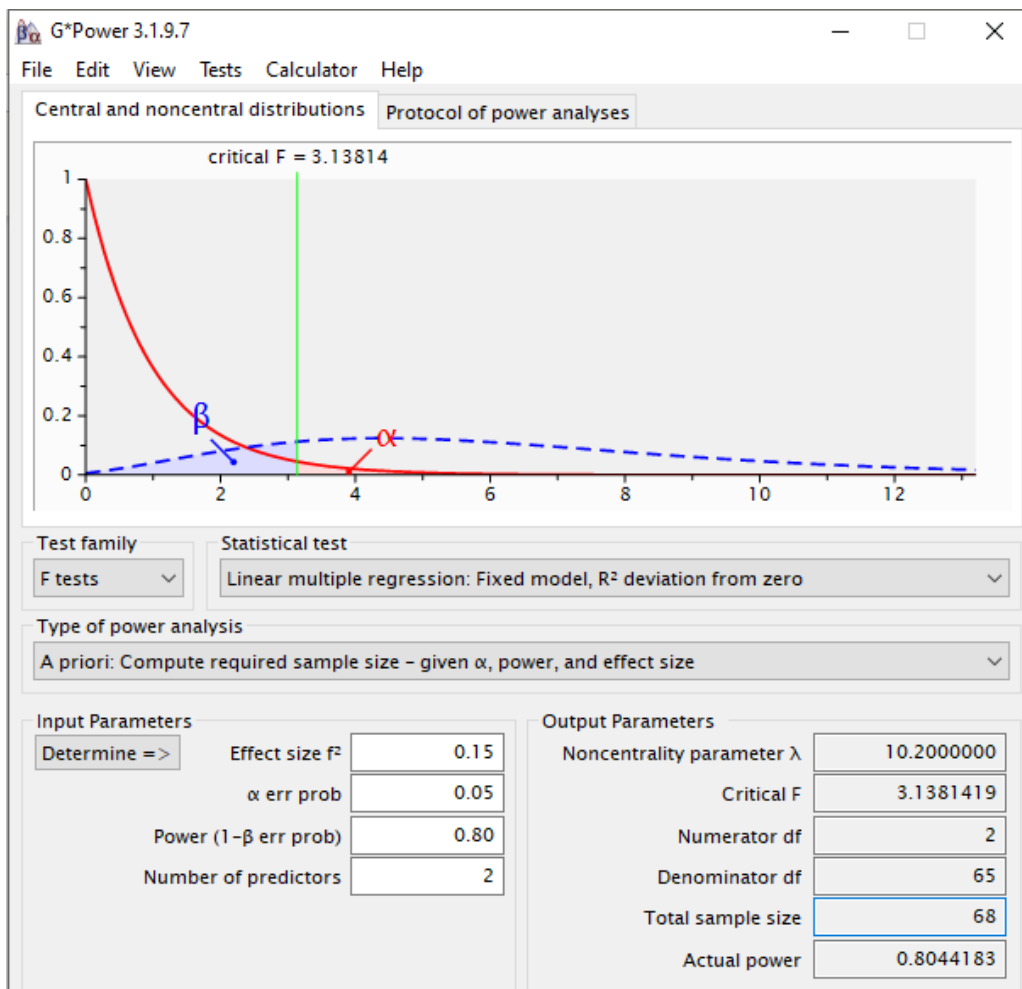 G*Power 3.1.9.7
File Edit View Tests Calculator Help
Central and noncentral distributions Protocol of power analyses
critical F = 3.13814
1
0.8
0.6
0.4
0.2
0
β
α
0 2 4 6 8 10 12
Test family
F tests
Statistical test
Linear multiple regression: Fixed model, R² deviation from zero
Type of power analysis
A priori: Compute required sample size – given α, power, and effect size
Input Parameters
Determine =>
Effect size f² 0.15
α err prob 0.05
Power (1-β err prob) 0.80
Number of predictors 2
Output Parameters
Noncentrality parameter λ 10.2000000
Critical F 3.1381419
Numerator df 2
Denominator df 65
Total sample size 68
Actual power 0.8044183